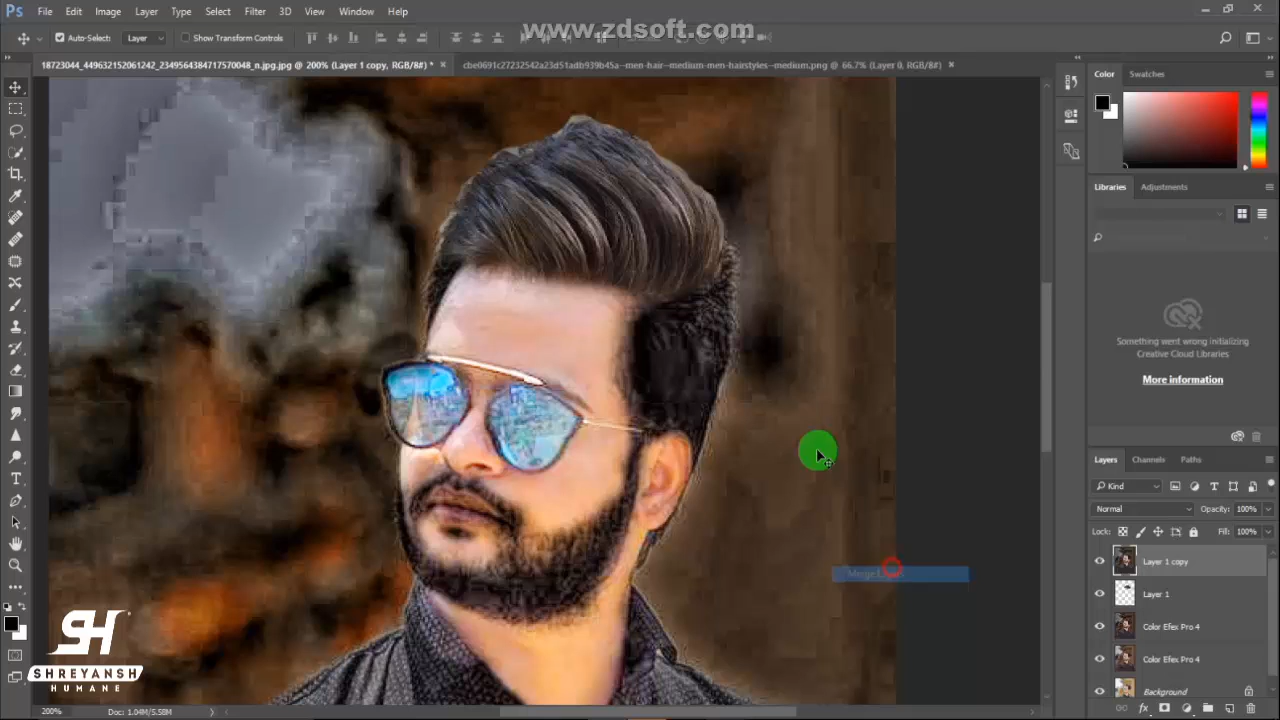 Ps File Edit Image Layer Type Select Filter 3D View Window Help
www.zdsoft.com
Auto-Select: Layer Show Transform Controls
18723044_449632152061242_2349564384717570048_n.jpg.jpg @ 200% (Layer 1 copy, RGB/8#) *
cbe0691c27232542a23d51adb939b45a--men-hair-medium-men-hairstyles-medium.png @ 66.7% (Layer 0, RGB/8#)
Color Swatches
Libraries Adjustments
Something went wrong initializing
Creative Cloud Libraries
More information
Layers Channels Paths
Kind
Normal Opacity: 100%
Lock: Fill: 100%
Layer 1 copy
Merge Layers
Layer 1
Color Efex Pro 4
Color Efex Pro 4
Background
SH
SHREYANSH
HUMANE
200% Doc: 1.04M/5.58M